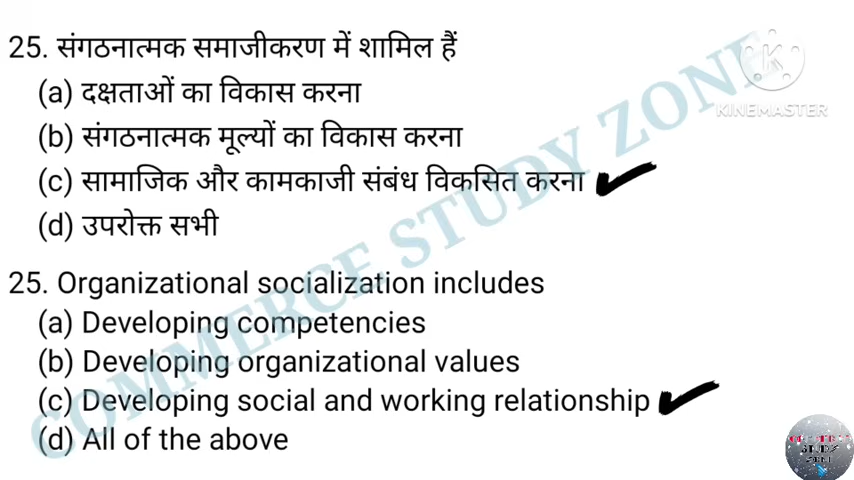 25. संगठनात्मक समाजीकरण में शामिल हैं
(a) दक्षताओं का विकास करना
(b) संगठनात्मक मूल्यों का विकास करना
(c) सामाजिक और कामकाजी संबंध विकसित करना
(d) उपरोक्त सभी
25. Organizational socialization includes
(a) Developing competencies
(b) Developing organizational values
(c) Developing social and working relationship
(d) All of the above
COMMERCE STUDY ZONE
K
KINEMASTER
STUDY